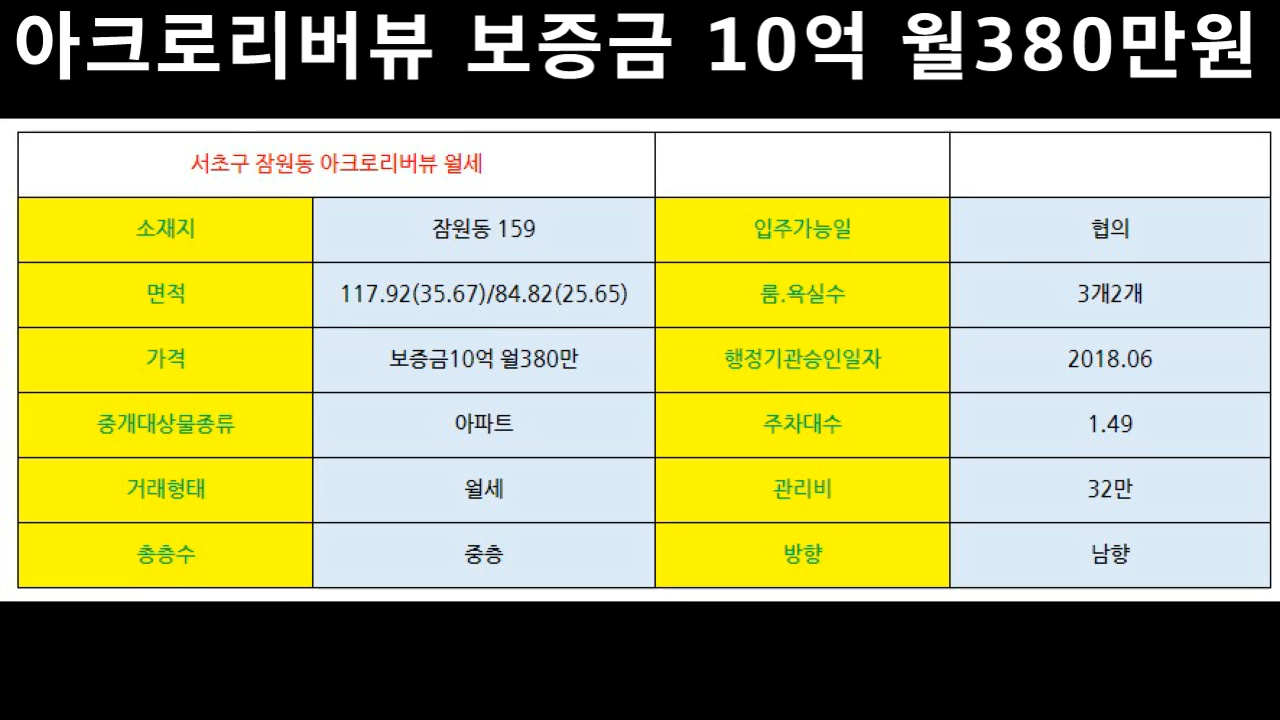 아크로리버뷰 보증금 10억 월380만원
서초구 잠원동 아크로리버뷰 월세
소재지 잠원동 159 입주가능일 협의
면적 117.92(35.67)/84.82(25.65) 룸.욕실수 3개2개
가격 보증금10억 월380만 행정기관승인일자 2018.06
중개대상물종류 아파트 주차대수 1.49
거래형태 월세 관리비 32만
총층수 중층 방향 남향